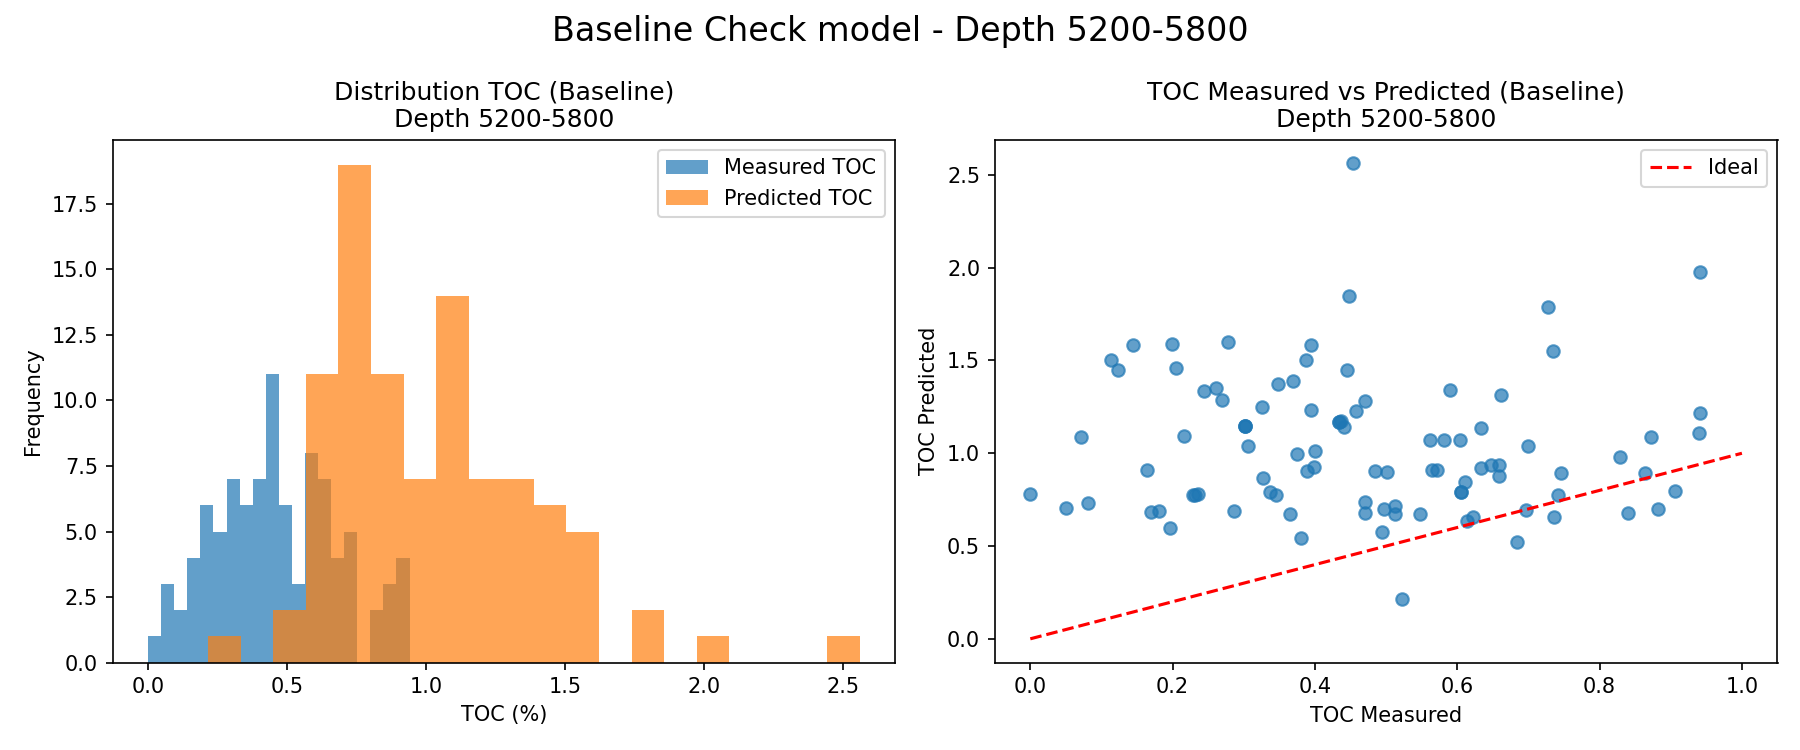 Baseline Check model - Depth 5200-5800
Distribution TOC (Baseline)
Depth 5200-5800
Measured TOC
Predicted TOC
Frequency
17.5
15.0
12.5
10.0
7.5
5.0
2.5
0.0
0.0 0.5 1.0 1.5 2.0 2.5
TOC (%)
TOC Measured vs Predicted (Baseline)
Depth 5200-5800
Ideal
TOC Predicted
2.5
2.0
1.5
1.0
0.5
0.0
0.0 0.2 0.4 0.6 0.8 1.0
TOC Measured